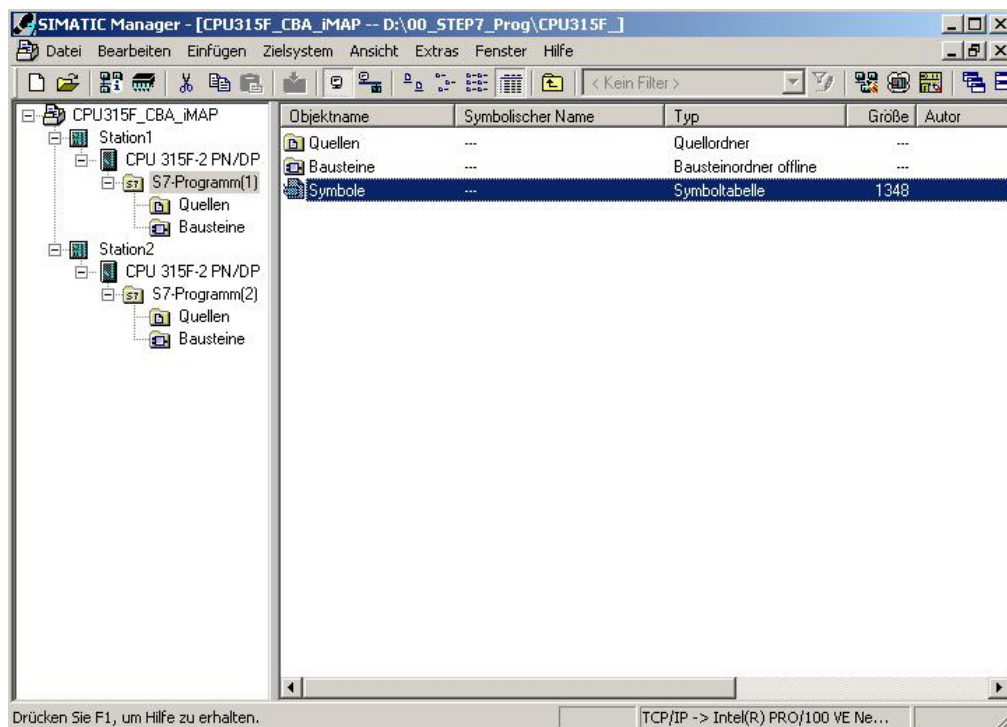 SIMATIC Manager - [CPU315F_CBA_iMAP -- D:\00_STEP7_Prog\CPU315F_]
Datei Bearbeiten Einfügen Zielsystem Ansicht Extras Fenster Hilfe
< Kein Filter >
CPU315F_CBA_iMAP
Station1
CPU 315F-2 PN/DP
S7-Programm(1)
Quellen
Bausteine
Station2
CPU 315F-2 PN/DP
S7-Programm(2)
Quellen
Bausteine
Objektname Symbolischer Name Typ Größe Autor
Quellen --- Quellordner ---
Bausteine --- Bausteinordner offline ---
Symbole --- Symboltabelle 1348
Drücken Sie F1, um Hilfe zu erhalten. TCP/IP -> Intel(R) PRO/100 VE Ne...